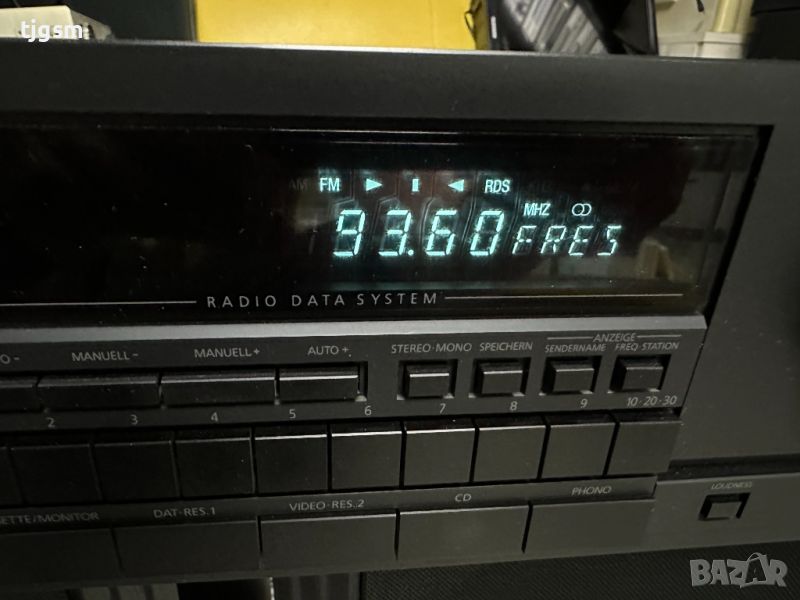 tjgsm
AM FM RDS
MHZ
93.60 FRES
RADIO DATA SYSTEM
ANZEIGE
O- MANUELL- MANUELL+ AUTO+ STEREO·MONO SPEICHERN SENDERNAME FREQ·STATION
2 3 4 5 6 7 8 9 10·20·30
SETTE/MONITOR DAT-RES.1 VIDEO-RES.2 CD PHONO
LOUDNESS
BAZAR